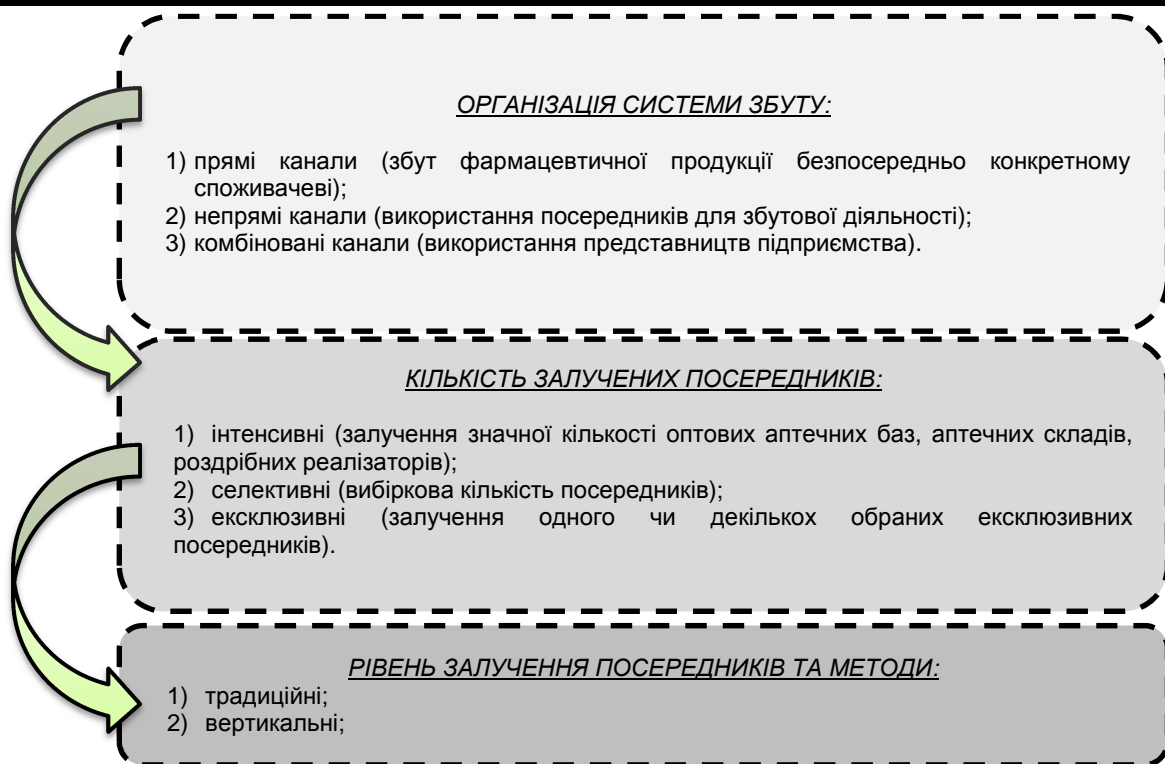 ОРГАНІЗАЦІЯ СИСТЕМИ ЗБУТУ:
1) прямі канали (збут фармацевтичної продукції безпосередньо конкретному
споживачеві);
2) непрямі канали (використання посередників для збутової діяльності);
3) комбіновані канали (використання представництв підприємства).
КІЛЬКІСТЬ ЗАЛУЧЕНИХ ПОСЕРЕДНИКІВ:
1) інтенсивні (залучення значної кількості оптових аптечних баз, аптечних складів,
роздрібних реалізаторів);
2) селективні (вибіркова кількість посередників);
3) ексклюзивні (залучення одного чи декількох обраних ексклюзивних
посередників).
РІВЕНЬ ЗАЛУЧЕННЯ ПОСЕРЕДНИКІВ ТА МЕТОДИ:
1) традиційні;
2) вертикальні;